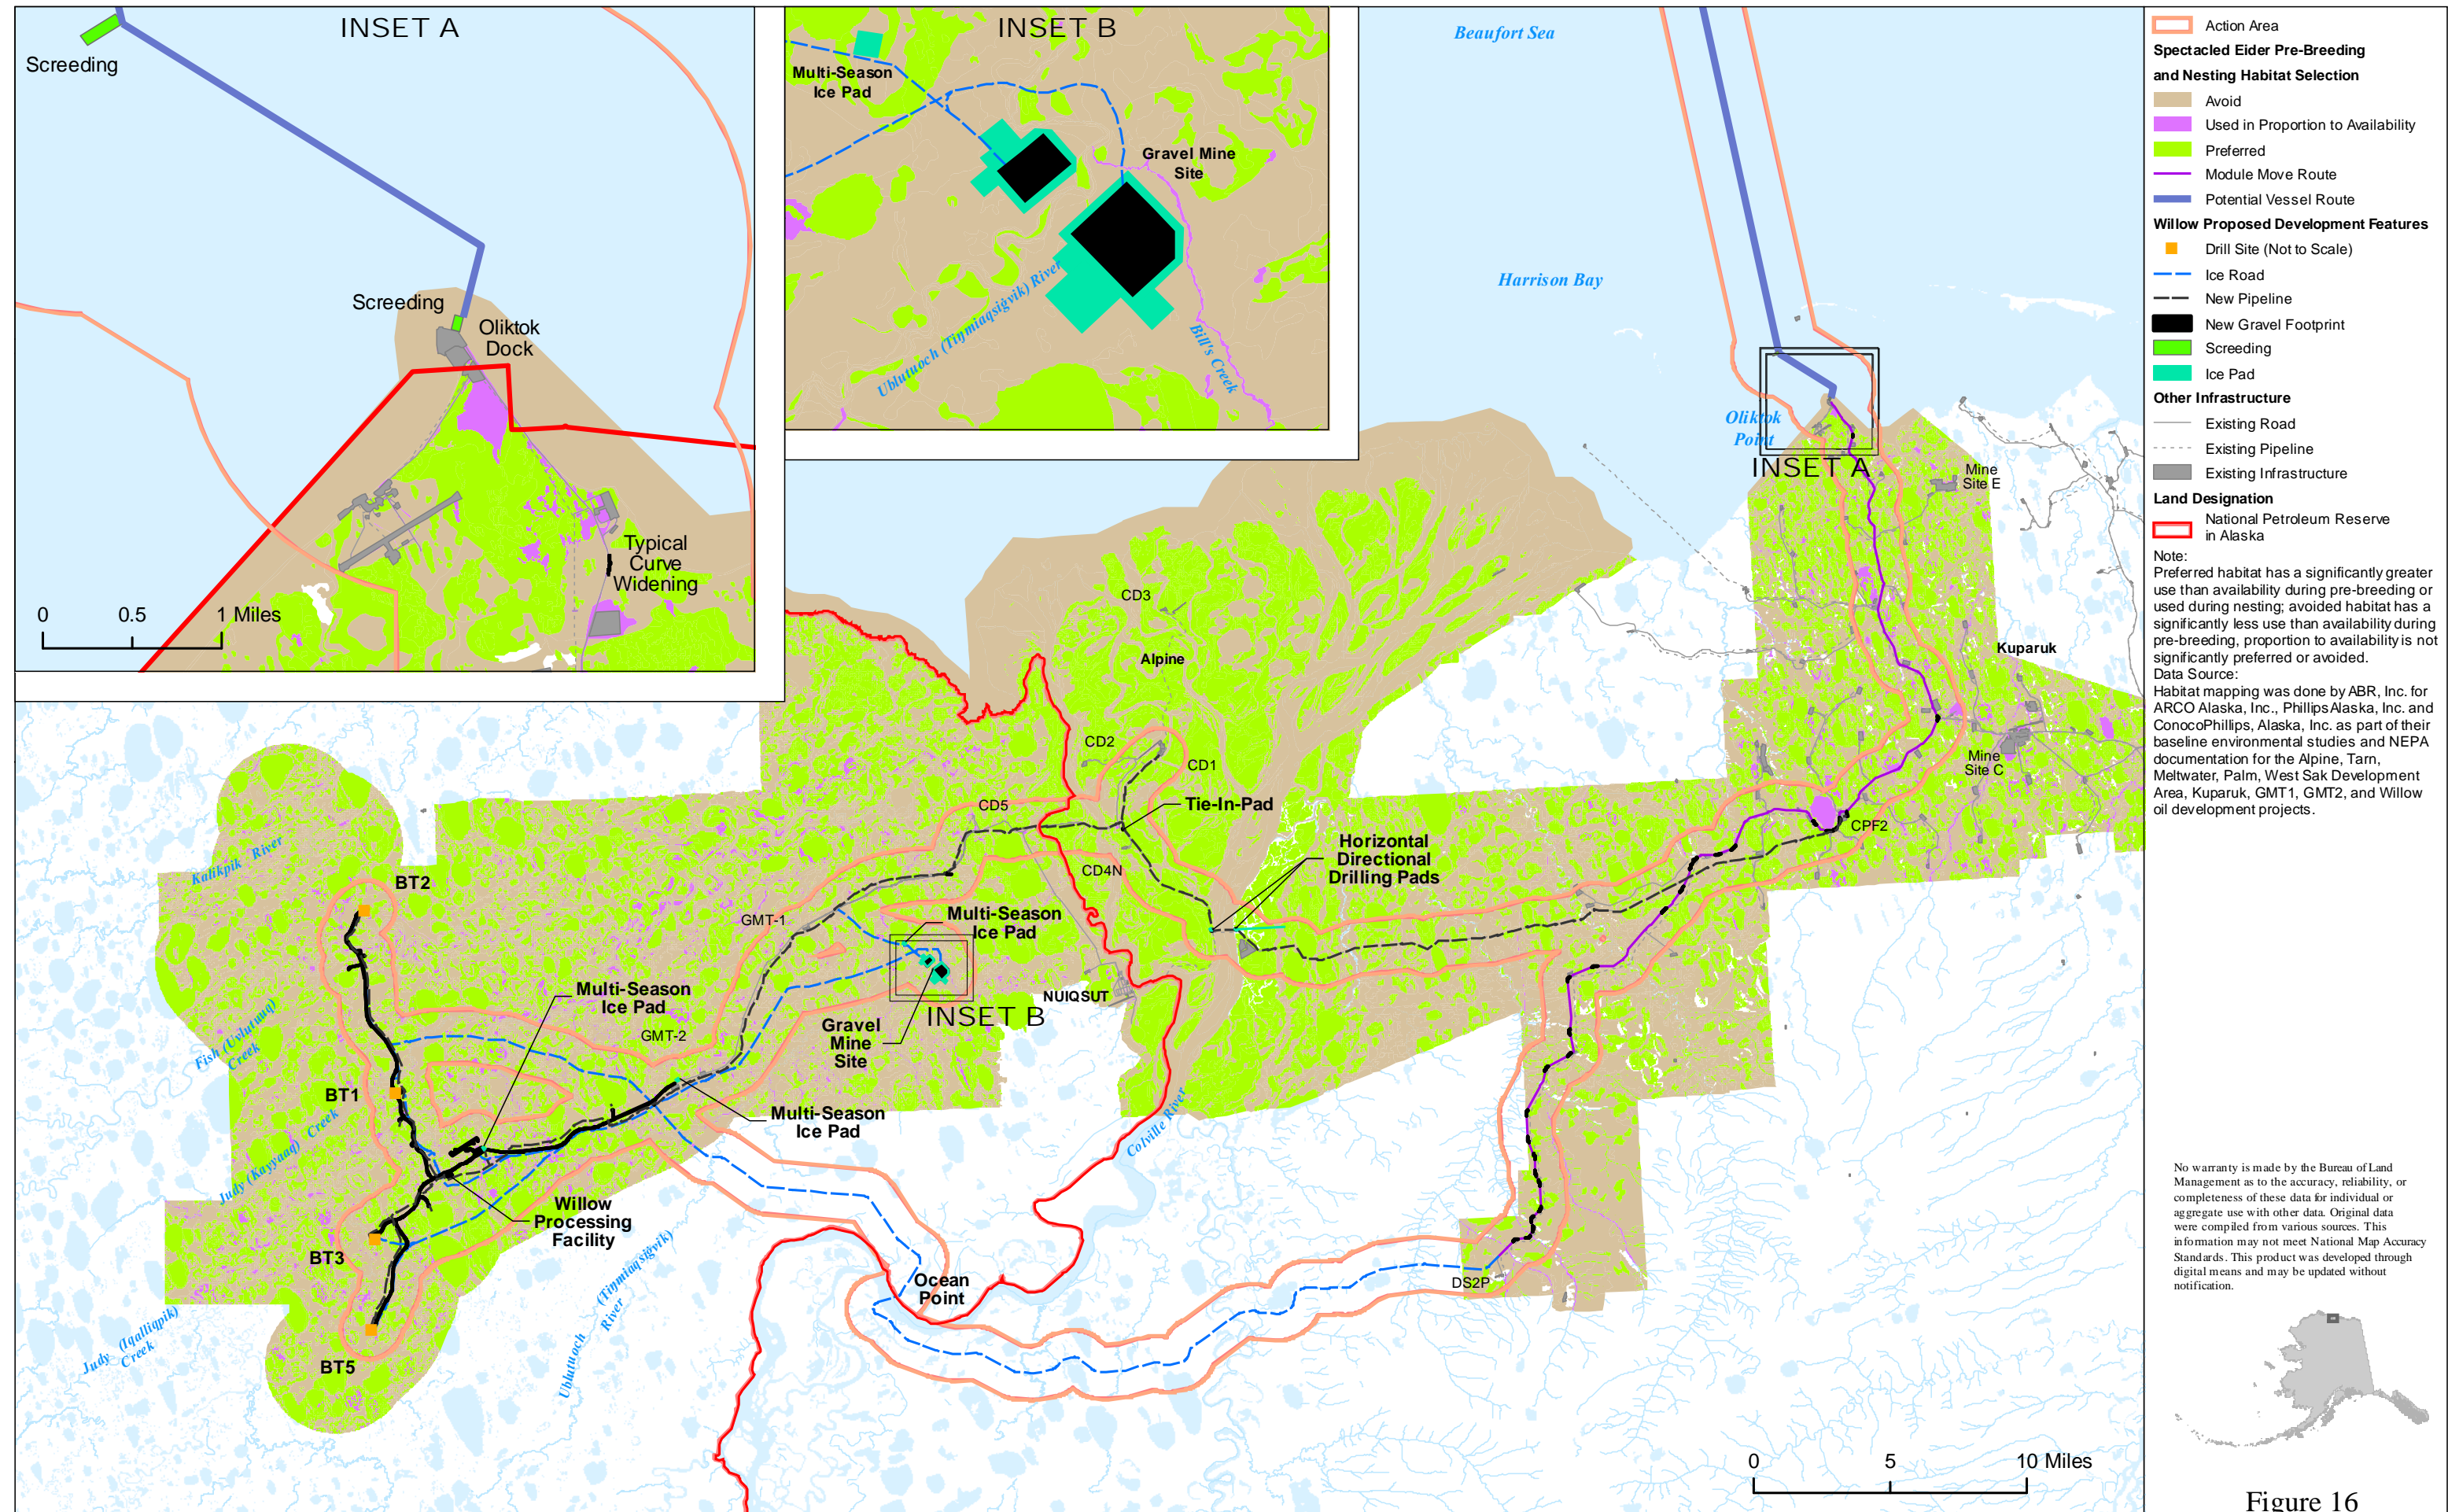 INSET A
Screeding
Screeding
Oliktok
Dock
Typical
Curve
Widening
0 0.5 1 Miles
INSET B
Multi-Season
Ice Pad
Gravel Mine
Site
Ublutuoch (Tiŋmiaqsiġvik) River
Bill's Creek
Beaufort Sea
Harrison Bay
Oliktok
Point
INSET A
Mine
Site E
Kuparuk
Mine
Site C
CPF2
CD3
Alpine
CD2
CD1
CD5
Tie-In-Pad
Horizontal
Directional
Drilling Pads
CD4N
GMT-1
Multi-Season
Ice Pad
NUIQSUT
INSET B
Gravel
Mine
Site
GMT-2
Multi-Season
Ice Pad
Multi-Season
Ice Pad
Kalikpik River
BT2
Fish (Uvlutuuq)
Creek
BT1
Judy (Kayyaaq) Creek
Willow
Processing
Facility
BT3
BT5
Judy (Iqalliqpik)
Creek
Ublutuoch (Tiŋmiaqsiġvik)
River
Colville River
Ocean
Point
DS2P
0 5 10 Miles
Action Area
Spectacled Eider Pre-Breeding
and Nesting Habitat Selection
Avoid
Used in Proportion to Availability
Preferred
Module Move Route
Potential Vessel Route
Willow Proposed Development Features
Drill Site (Not to Scale)
Ice Road
New Pipeline
New Gravel Footprint
Screeding
Ice Pad
Other Infrastructure
Existing Road
Existing Pipeline
Existing Infrastructure
Land Designation
National Petroleum Reserve
in Alaska
Note:
Preferred habitat has a significantly greater
use than availability during pre-breeding or
used during nesting; avoided habitat has a
significantly less use than availability during
pre-breeding, proportion to availability is not
significantly preferred or avoided.
Data Source:
Habitat mapping was done by ABR, Inc. for
ARCO Alaska, Inc., Phillips Alaska, Inc. and
ConocoPhillips, Alaska, Inc. as part of their
baseline environmental studies and NEPA
documentation for the Alpine, Tarn,
Meltwater, Palm, West Sak Development
Area, Kuparuk, GMT1, GMT2, and Willow
oil development projects.
No warranty is made by the Bureau of Land
Management as to the accuracy, reliability, or
completeness of these data for individual or
aggregate use with other data. Original data
were compiled from various sources. This
information may not meet National Map Accuracy
Standards. This product was developed through
digital means and may be updated without
notification.
Figure 16